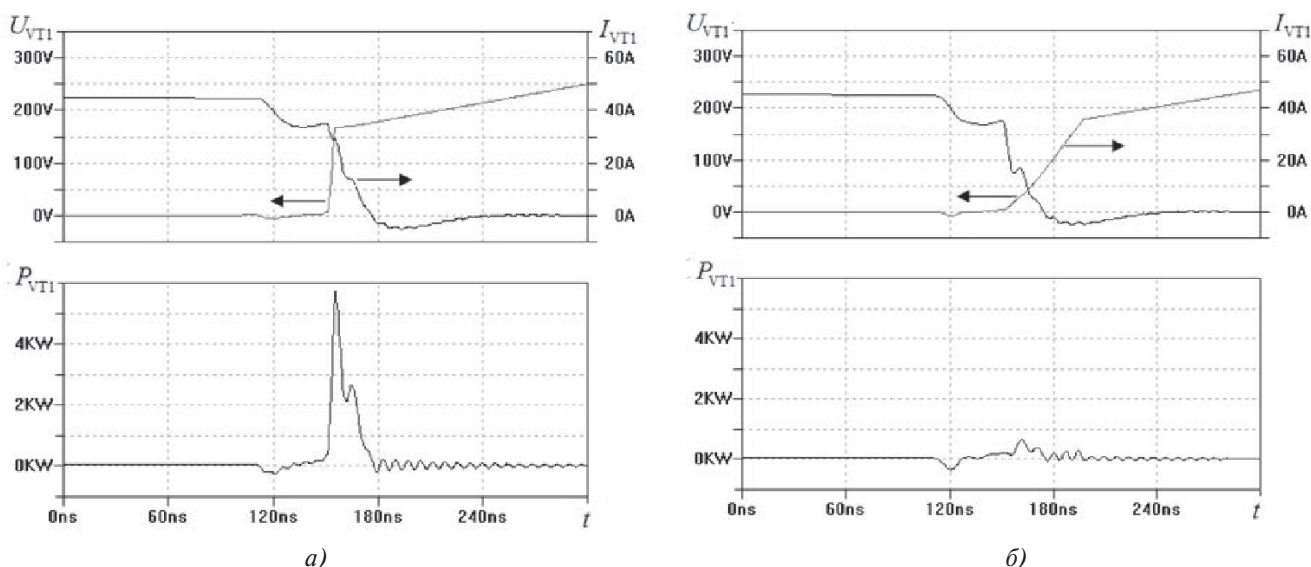 U_VT1
I_VT1
300V
60A
200V
40A
100V
20A
0V
0A
P_VT1
4KW
2KW
0KW
0ns
60ns
120ns
180ns
240ns
t
а)
U_VT1
I_VT1
300V
60A
200V
40A
100V
20A
0V
0A
P_VT1
4KW
2KW
0KW
0ns
60ns
120ns
180ns
240ns
t
б)